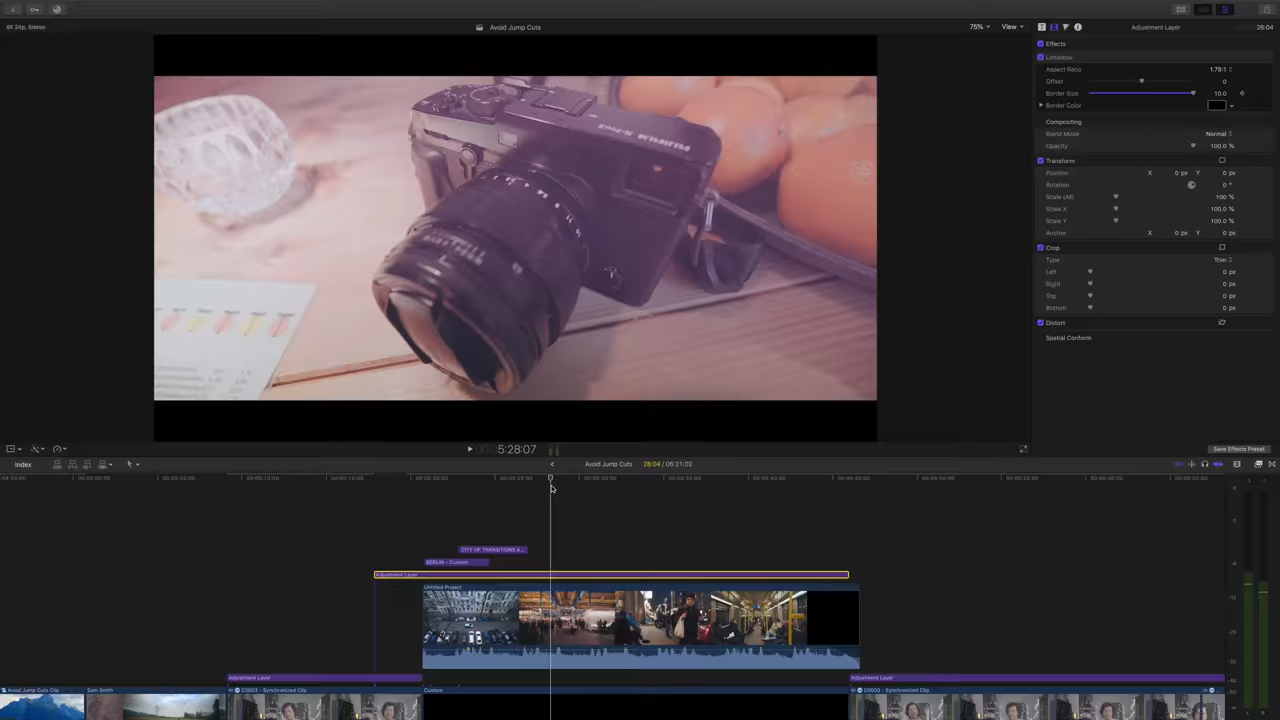 4K 24p, Stereo
Avoid Jump Cuts
75%
View
Adjustment Layer
28:04
Effects
Letterbox
Aspect Ratio 1.78:1
Offset 0
Border Size 10.0
Border Color
Compositing
Blend Mode Normal
Opacity 100.0 %
Transform
Position X 0 px Y 0 px
Rotation 0 °
Scale (All) 100 %
Scale X 100.0 %
Scale Y 100.0 %
Anchor X 0 px Y 0 px
Crop
Type Trim
Left 0 px
Right 0 px
Top 0 px
Bottom 0 px
Distort
Spatial Conform
5:28:07
Save Effects Preset
Index
Avoid Jump Cuts
28:04 / 06:21:02
CITY OF TRANSITIONS A...
BERLIN - Custom
Adjustment Layer
Untitled Project
Adjustment Layer
Adjustment Layer
Avoid Jump Cuts Clip
Sam Smith
C0003 - Synchronized Clip
Custom
C0003 - Synchronized Clip